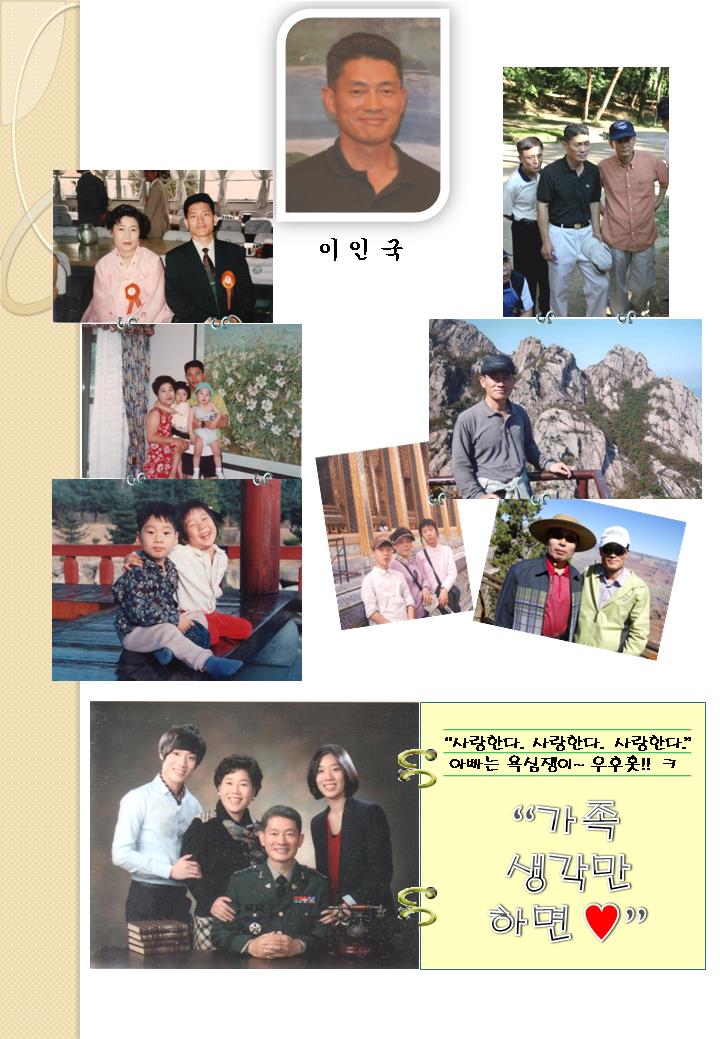 이 인 국
“사랑한다. 사랑한다. 사랑한다.”
아빠는 욕심쟁이~ 우후훗!! ㅋ
“가족
생각만
하면 ♥”